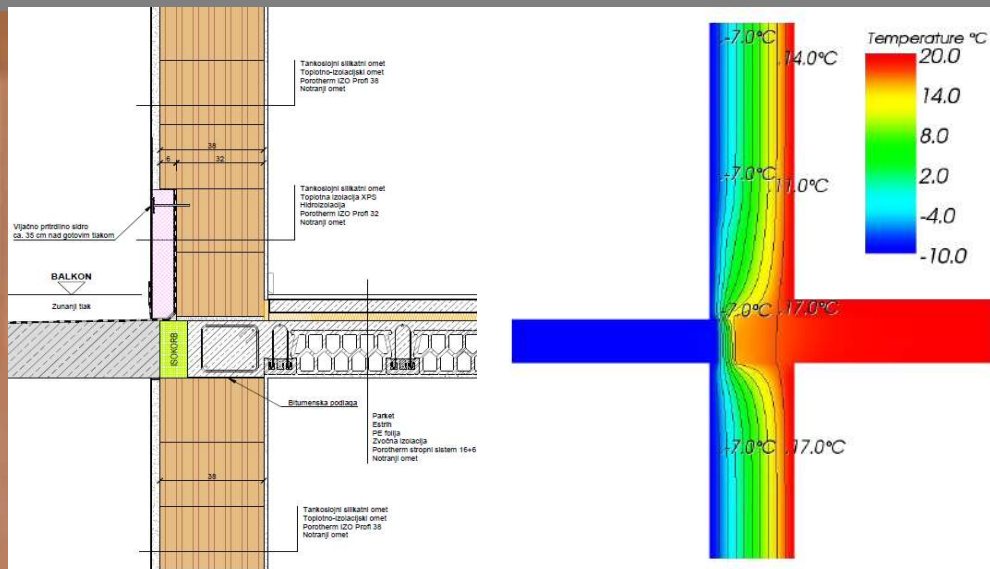 Tankoslojni silikatni omet
Toplotno-izolacijski omet
Porotherm IZO Profi 38
Notranji omet
38
6
32
Tankoslojni silikatni omet
Toplotna izolacija XPS
Hidroizolacija
Porotherm IZO Profi 32
Notranji omet
Vijačno pritrdilno sidro
ca. 35 cm nad gotovim tlakom
BALKON
Zunanji tlak
ISOKORB
Bitumenska podlaga
Parket
Estrih
PE folija
Zvočna izolacija
Porotherm stropni sistem 16+6
Notranji omet
38
Tankoslojni silikatni omet
Toplotno-izolacijski omet
Porotherm IZO Profi 38
Notranji omet
Temperature °C
20.0
14.0
8.0
2.0
-4.0
-10.0
-7.0°C
14.0°C
-7.0°C
11.0°C
-7.0°C
17.0°C
-7.0°C
17.0°C